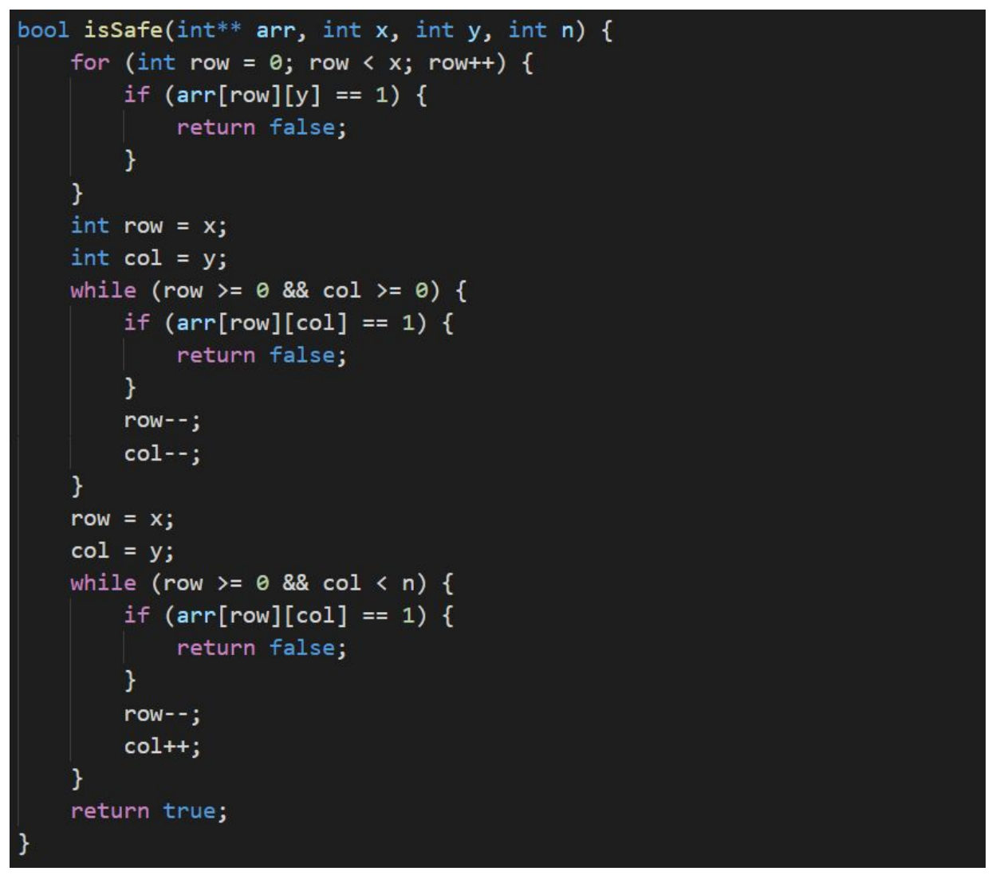 bool isSafe(int** arr, int x, int y, int n) {
    for (int row = 0; row < x; row++) {
        if (arr[row][y] == 1) {
            return false;
        }
    }
    int row = x;
    int col = y;
    while (row >= 0 && col >= 0) {
        if (arr[row][col] == 1) {
            return false;
        }
        row--;
        col--;
    }
    row = x;
    col = y;
    while (row >= 0 && col < n) {
        if (arr[row][col] == 1) {
            return false;
        }
        row--;
        col++;
    }
    return true;
}